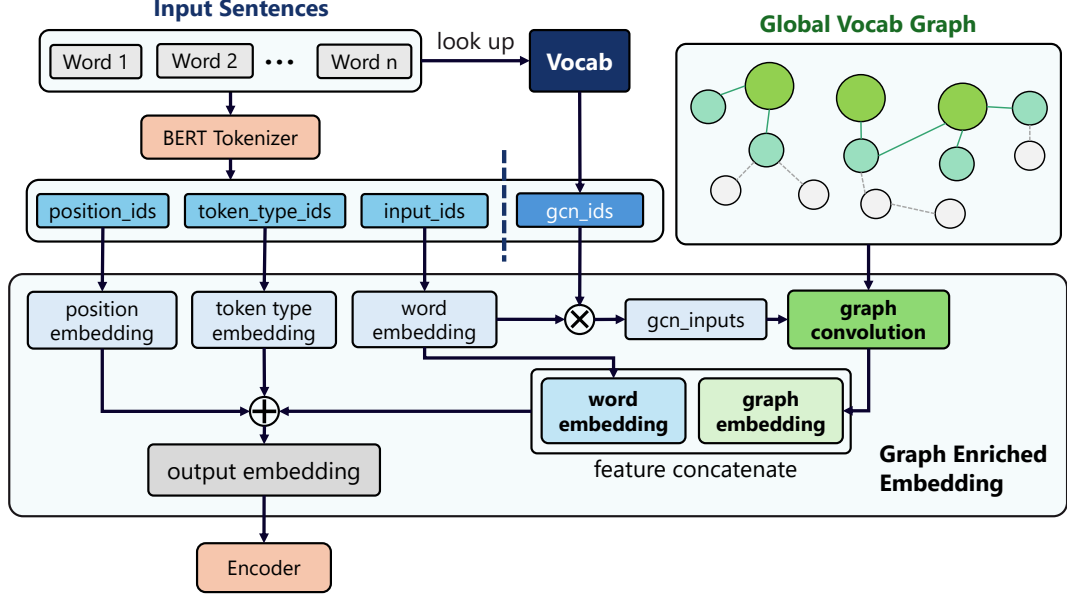 Input Sentences
Global Vocab Graph
Word 1
Word 2
•••
Word n
look up
Vocab
BERT Tokenizer
position_ids
token_type_ids
input_ids
gcn_ids
position
embedding
token type
embedding
word
embedding
gcn_inputs
graph
convolution
word
embedding
graph
embedding
feature concatenate
output embedding
Graph Enriched
Embedding
Encoder